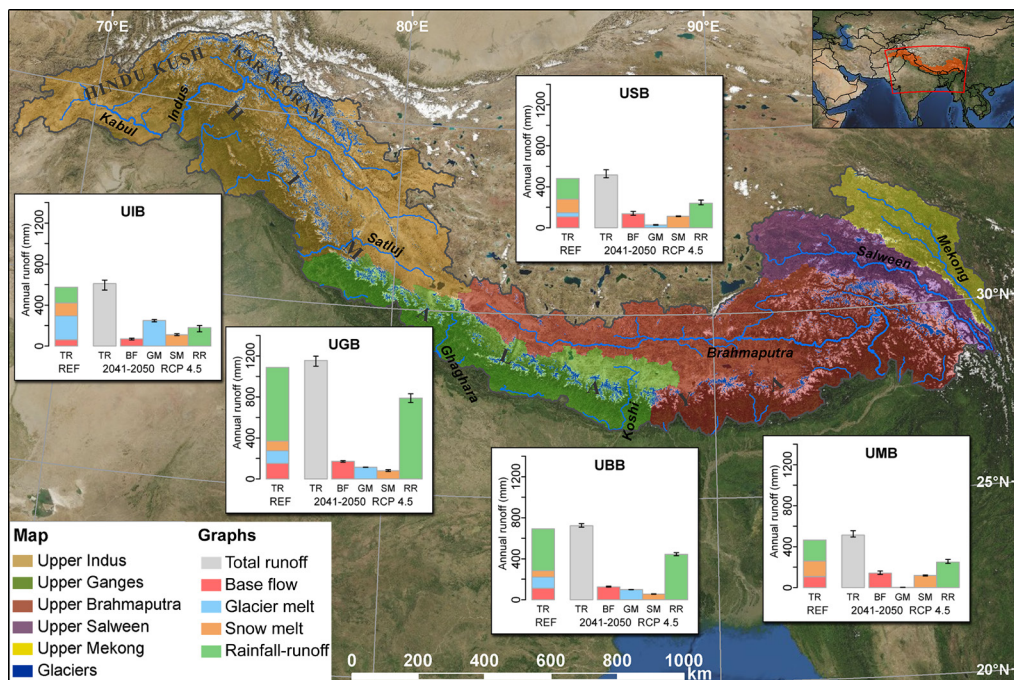 70°E
80°E
90°E
HINDU KUSH
KARAKORAM
Kabul
Indus
H
I
M
A
L
A
Satluj
Ghaghara
Koshi
Brahmaputra
Salween
Mekong
30°N
25°N
20°N
USB
Annual runoff (mm)
0
400
800
1200
TR
TR
BF
GM
SM
RR
REF
2041-2050
RCP 4.5
UIB
Annual runoff (mm)
0
400
800
1200
TR
TR
BF
GM
SM
RR
REF
2041-2050
RCP 4.5
UGB
Annual runoff (mm)
0
400
800
1200
TR
TR
BF
GM
SM
RR
REF
2041-2050
RCP 4.5
UBB
Annual runoff (mm)
0
400
800
1200
TR
TR
BF
GM
SM
RR
REF
2041-2050
RCP 4.5
UMB
Annual runoff (mm)
0
400
800
1200
TR
TR
BF
GM
SM
RR
REF
2041-2050
RCP 4.5
Map
Upper Indus
Upper Ganges
Upper Brahmaputra
Upper Salween
Upper Mekong
Glaciers
Graphs
Total runoff
Base flow
Glacier melt
Snow melt
Rainfall-runoff
0 200 400 600 800 1000
km